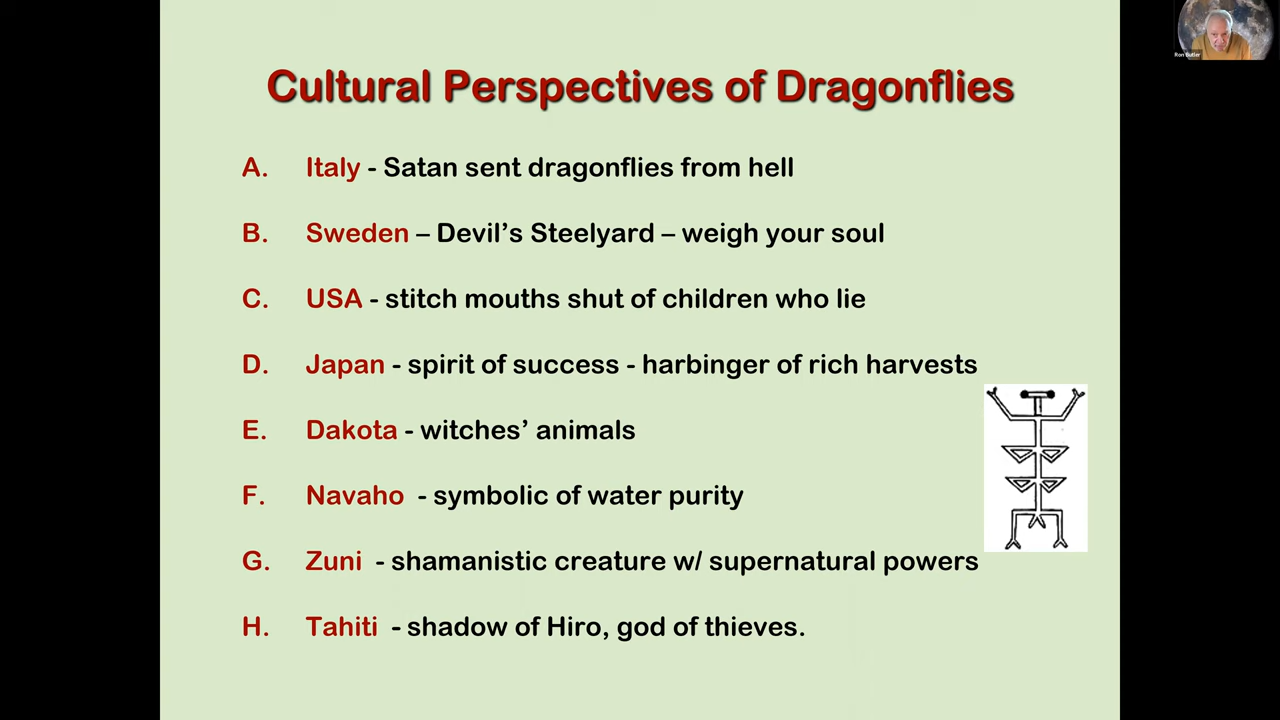 Cultural Perspectives of Dragonflies
A. Italy - Satan sent dragonflies from hell
B. Sweden – Devil’s Steelyard – weigh your soul
C. USA - stitch mouths shut of children who lie
D. Japan - spirit of success - harbinger of rich harvests
E. Dakota - witches’ animals
F. Navaho - symbolic of water purity
G. Zuni - shamanistic creature w/ supernatural powers
H. Tahiti - shadow of Hiro, god of thieves.
Ron Butler